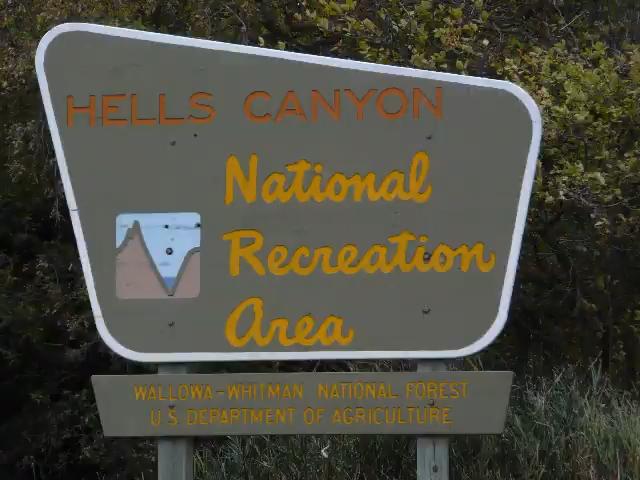 HELLS CANYON
National
Recreation
Area
WALLOWA-WHITMAN NATIONAL FOREST
U.S. DEPARTMENT OF AGRICULTURE